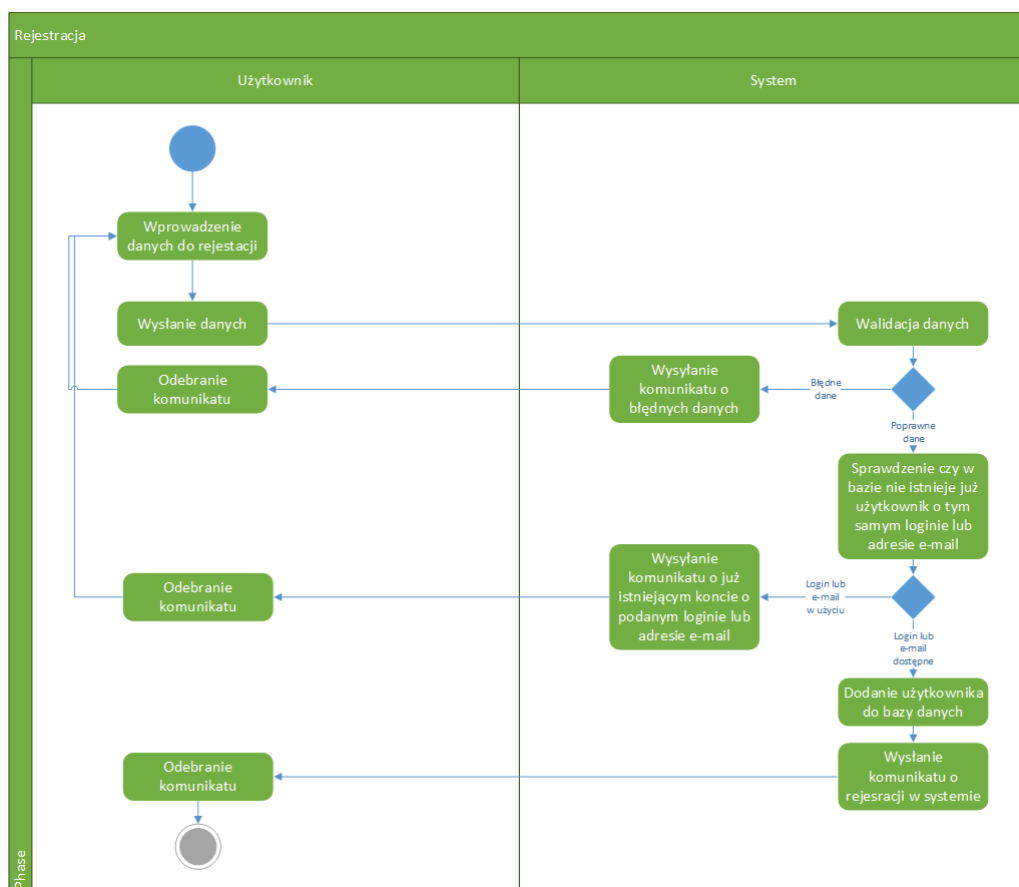 Rejestracja
Użytkownik
System
Wprowadzenie
danych do rejestacji
Wysłanie danych
Walidacja danych
Odebranie
komunikatu
Wysyłanie
komunikatu o
błędnych danych
Błędne
dane
Poprawne
dane
Sprawdzenie czy w
bazie nie istnieje już
użytkownik o tym
samym loginie lub
adresie e-mail
Odebranie
komunikatu
Wysyłanie
komunikatu o już
istniejącym koncie o
podanym loginie lub
adresie e-mail
Login lub
e-mail
w użyciu
Login lub
e-mail
dostępne
Dodanie użytkownika
do bazy danych
Odebranie
komunikatu
Wysłanie
komunikatu o
rejesracji w systemie
Phase